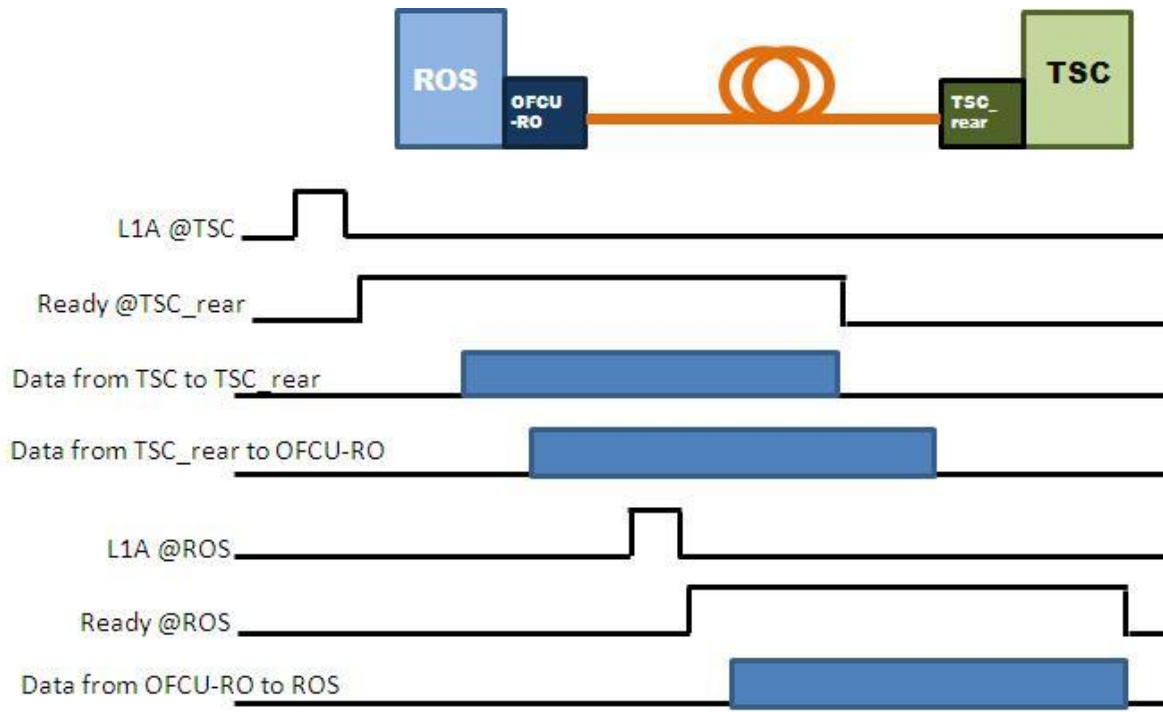 ROS
OFCU
-RO
TSC_
rear
TSC
L1A @TSC
Ready @TSC_rear
Data from TSC to TSC_rear
Data from TSC_rear to OFCU-RO
L1A @ROS
Ready @ROS
Data from OFCU-RO to ROS